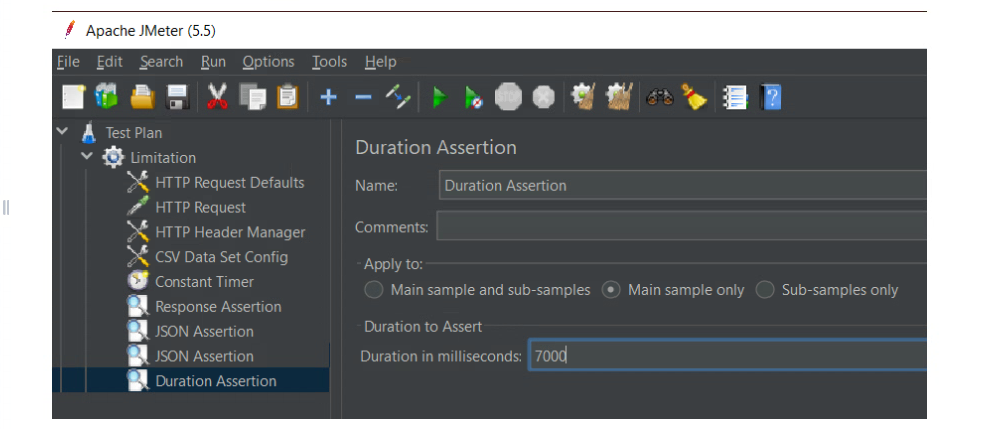 Apache JMeter (5.5)
File Edit Search Run Options Tools Help
Test Plan
Limitation
HTTP Request Defaults
HTTP Request
HTTP Header Manager
CSV Data Set Config
Constant Timer
Response Assertion
JSON Assertion
JSON Assertion
Duration Assertion
Duration Assertion
Name: Duration Assertion
Comments:
Apply to:
Main sample and sub-samples Main sample only Sub-samples only
Duration to Assert
Duration in milliseconds: 7000